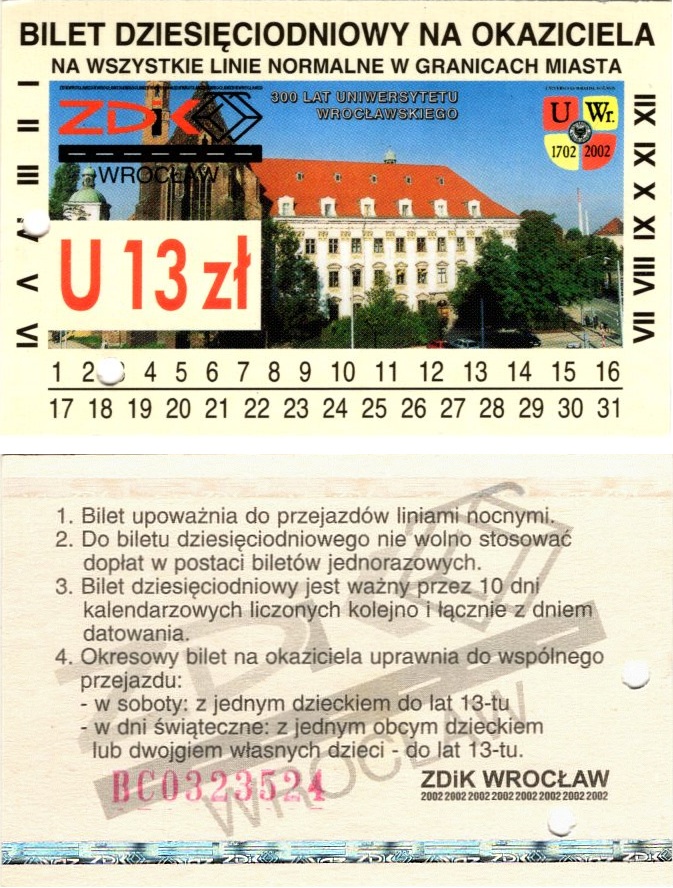 BILET DZIESIĘCIODNIOWY NA OKAZICIELA
NA WSZYSTKIE LINIE NORMALNE W GRANICACH MIASTA
I II III V VI
ZDiK
WROCŁAW
300 LAT UNIWERSYTETU
WROCŁAWSKIEGO
U Wr.
1702 2002
XII XI X IX VIII VII
U 13 zł
1 2 4 5 6 7 8 9 10 11 12 13 14 15 16
17 18 19 20 21 22 23 24 25 26 27 28 29 30 31
1. Bilet upoważnia do przejazdów liniami nocnymi.
2. Do biletu dziesięciodniowego nie wolno stosować
dopłat w postaci biletów jednorazowych.
3. Bilet dziesięciodniowy jest ważny przez 10 dni
kalendarzowych liczonych kolejno i łącznie z dniem
datowania.
4. Okresowy bilet na okaziciela uprawnia do wspólnego
przejazdu:
- w soboty: z jednym dzieckiem do lat 13-tu
- w dni świąteczne: z jednym obcym dzieckiem
lub dwojgiem własnych dzieci - do lat 13-tu.
ZDiK
WROCŁAW
BC0323524
ZDiK WROCŁAW
2002 2002 2002 2002 2002 2002 2002 2002